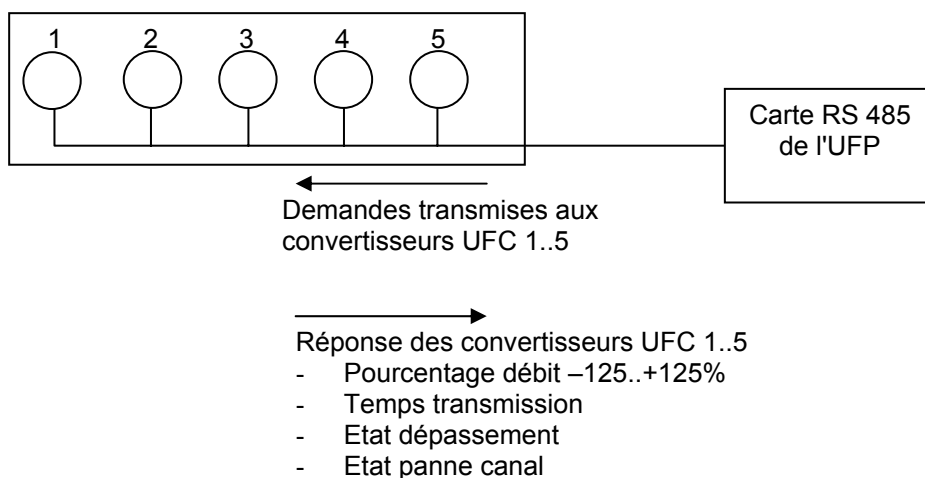 1 2 3 4 5
Carte RS 485
de l'UFP
Demandes transmises aux
convertisseurs UFC 1..5
Réponse des convertisseurs UFC 1..5
- Pourcentage débit –125..+125%
- Temps transmission
- Etat dépassement
- Etat panne canal